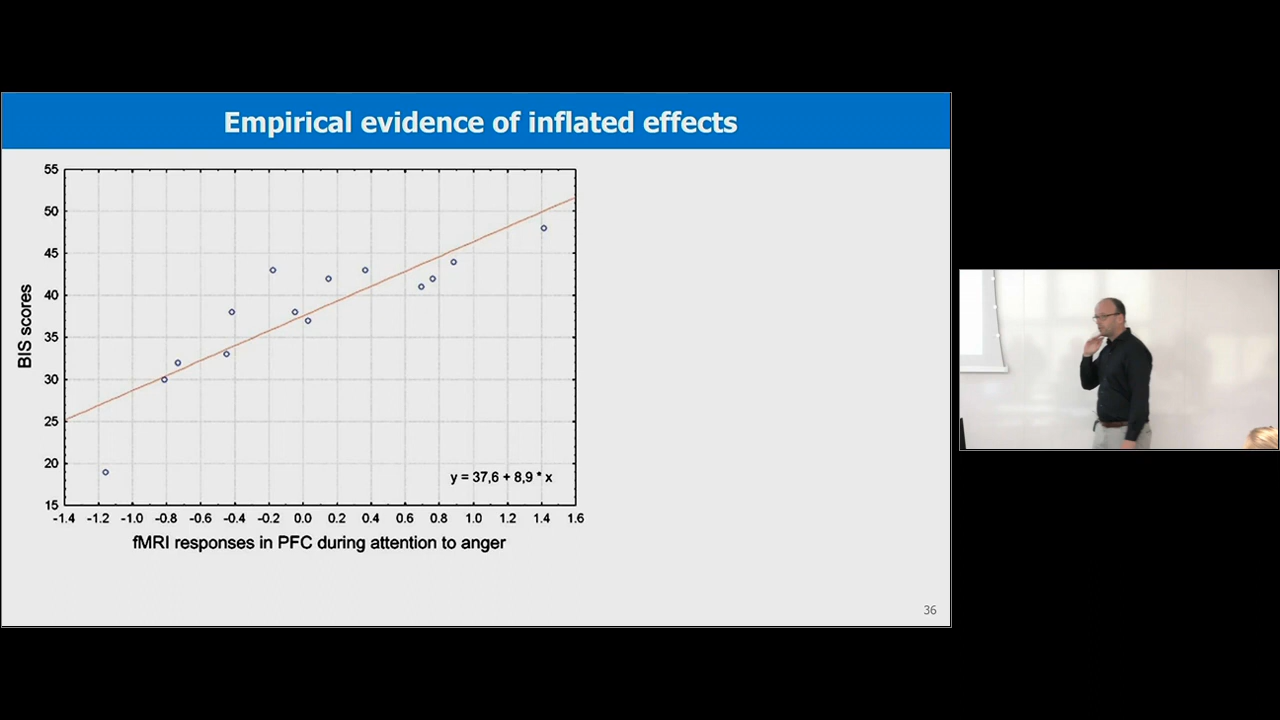 Empirical evidence of inflated effects
55
50
45
40
35
30
25
20
15
BIS scores
y = 37,6 + 8,9 * x
-1.4 -1.2 -1.0 -0.8 -0.6 -0.4 -0.2 0.0 0.2 0.4 0.6 0.8 1.0 1.2 1.4 1.6
fMRI responses in PFC during attention to anger
36